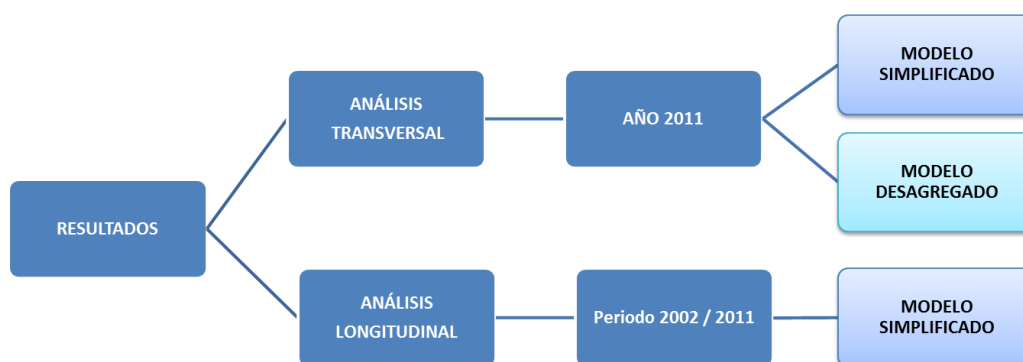 RESULTADOS
ANÁLISIS
TRANSVERSAL
AÑO 2011
MODELO
SIMPLIFICADO
MODELO
DESAGREGADO
ANÁLISIS
LONGITUDINAL
Periodo 2002 / 2011
MODELO
SIMPLIFICADO